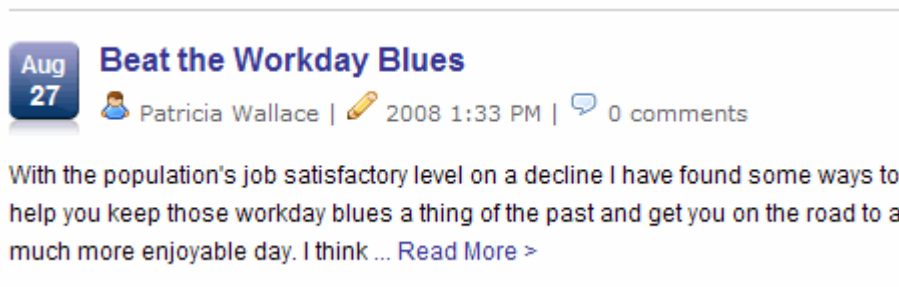 Aug
27
Beat the Workday Blues
Patricia Wallace | 2008 1:33 PM | 0 comments
With the population's job satisfactory level on a decline I have found some ways to
help you keep those workday blues a thing of the past and get you on the road to a
much more enjoyable day. I think ... Read More >